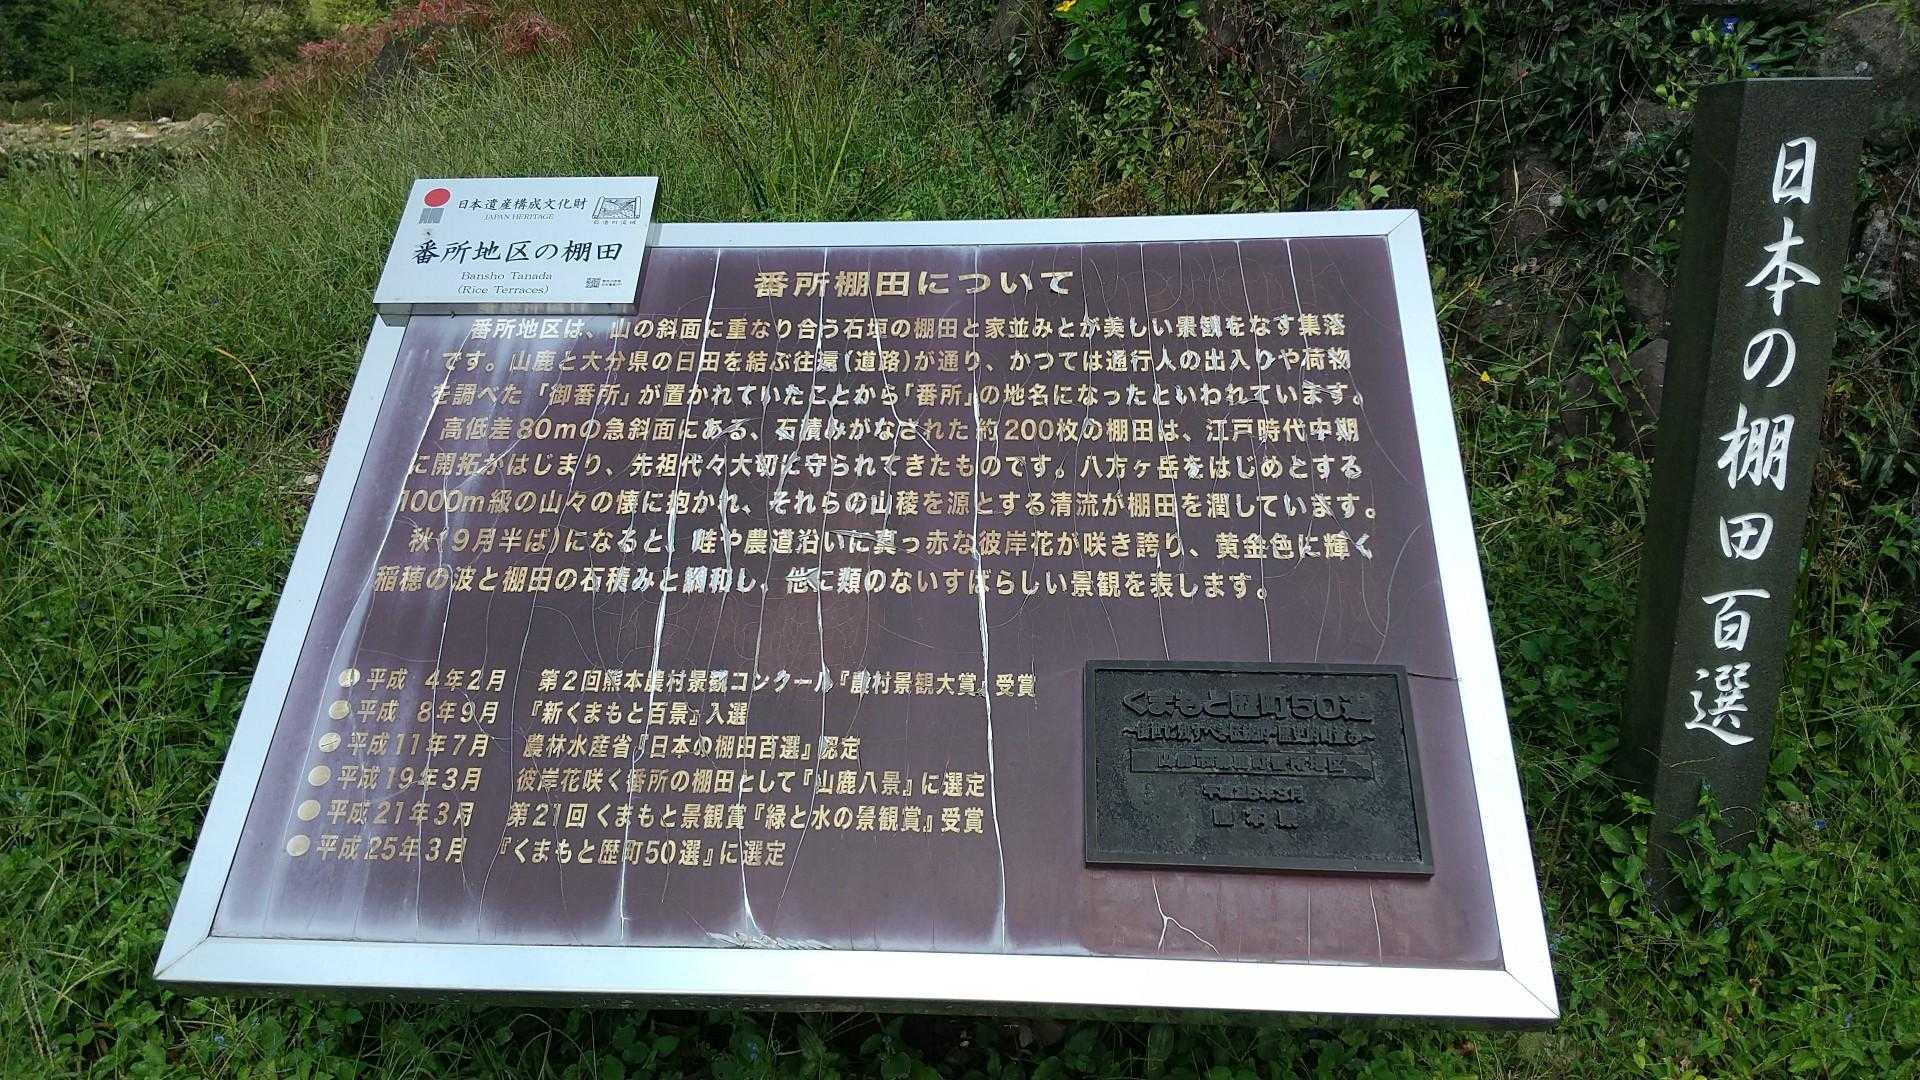 日本遺産構成文化財
JAPAN HERITAGE
番所地区の棚田
Bansho Tanada
(Rice Terraces)
番所棚田について
番所地区は、山の斜面に重なり合う石垣の棚田と家並みとが美しい景観をなす集落
です。山鹿と大分県の日田を結ぶ往還(道路)が通り、かつては通行人の出入りや荷物
を調べた「御番所」が置かれていたことから「番所」の地名になったといわれています。
高低差80mの急斜面にある、石積みがなされた約200枚の棚田は、江戸時代中期
に開拓がはじまり、先祖代々大切に守られてきたものです。八方ヶ岳をはじめとする
1000m級の山々の懐に抱かれ、それらの山稜を源とする清流が棚田を潤しています。
秋(9月半ば)になると、畦や農道沿いに真っ赤な彼岸花が咲き誇り、黄金色に輝く
稲穂の波と棚田の石積みと調和し、他に類のないすばらしい景観を表します。
●平成 4年2月 第2回熊本農村景観コンクール『農村景観大賞』受賞
●平成 8年9月 『新くまもと百景』入選
●平成11年7月 農林水産省『日本の棚田百選』認定
●平成19年3月 彼岸花咲く番所の棚田として『山鹿八景』に選定
●平成21年3月 第21回 くまもと景観賞『緑と水の景観賞』受賞
●平成25年3月 『くまもと歴町50選』に選定
くまもと歴町50選
平成25年3月
熊本県
日本の棚田百選